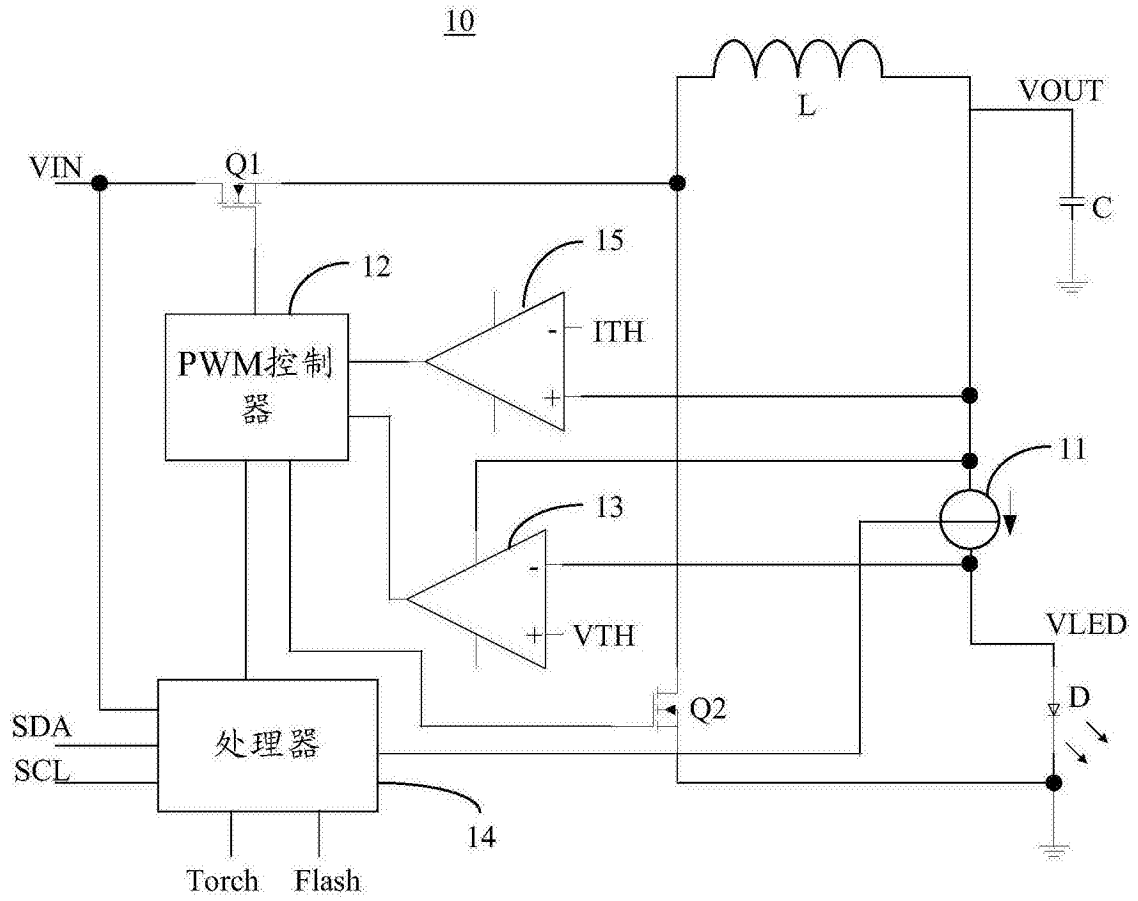 10
L
VOUT
VIN
Q1
C
15
12
- ITH
PWM控制
器
+
11
13
-
+ VTH
VLED
Q2
D
SDA
处理器
SCL
14
Torch Flash